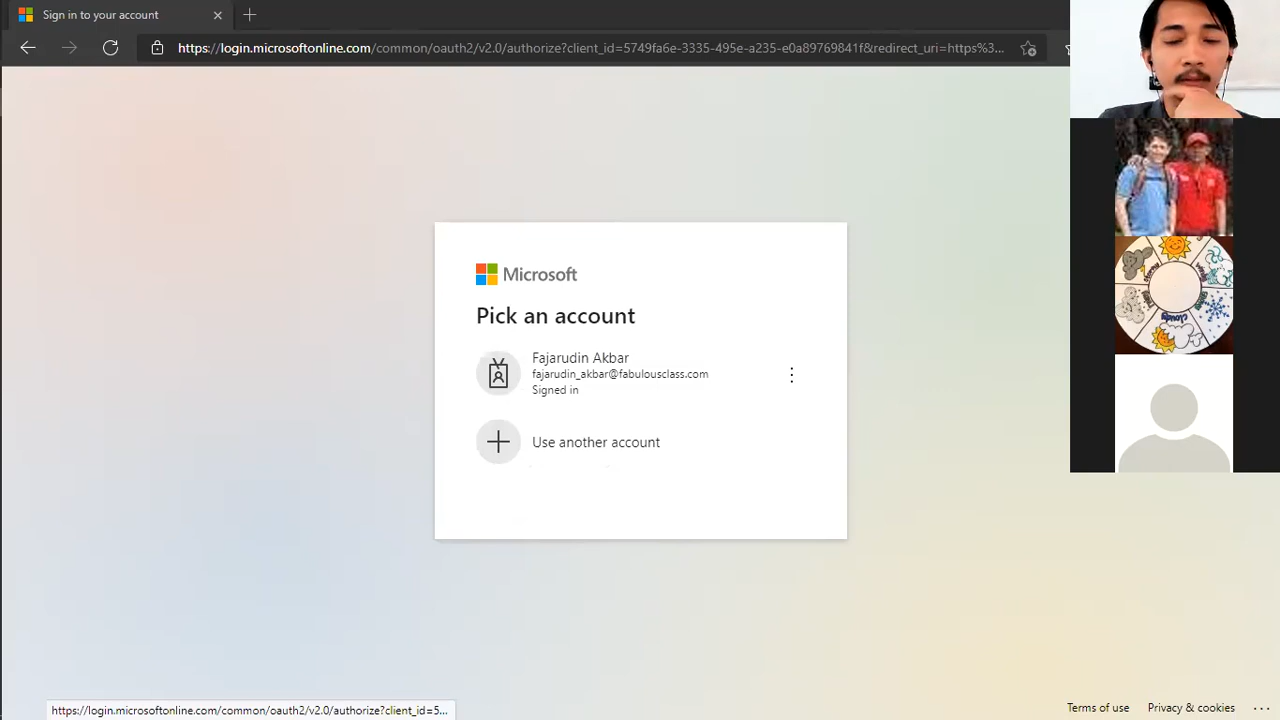 Sign in to your account
https://login.microsoftonline.com/common/oauth2/v2.0/authorize?client_id=5749fa6e-3335-495e-a235-e0a89769841f&redirect_uri=https%3...
Microsoft
Pick an account
Fajarudin Akbar
fajarudin_akbar@fabulousclass.com
Signed in
Use another account
cloudy
https://login.microsoftonline.com/common/oauth2/v2.0/authorize?client_id=5...
Terms of use
Privacy & cookies
...